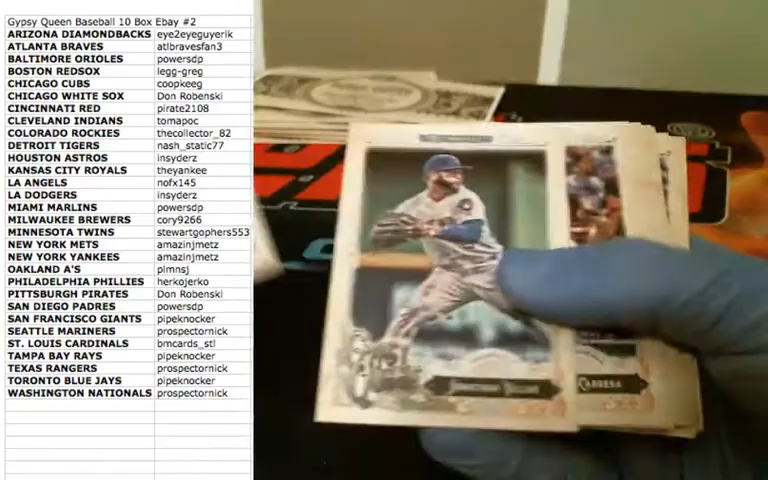 Gypsy Queen Baseball 10 Box Ebay #2
ARIZONA DIAMONDBACKS eye2eyeguyerik
ATLANTA BRAVES atlbravesfan3
BALTIMORE ORIOLES powersdp
BOSTON REDSOX legg-greg
CHICAGO CUBS coopkeeg
CHICAGO WHITE SOX Don Robenski
CINCINNATI RED pirate2108
CLEVELAND INDIANS tomapoc
COLORADO ROCKIES thecollector_82
DETROIT TIGERS nash_static77
HOUSTON ASTROS insyderz
KANSAS CITY ROYALS theyankee
LA ANGELS nofx145
LA DODGERS insyderz
MIAMI MARLINS powersdp
MILWAUKEE BREWERS cory9266
MINNESOTA TWINS stewartgophers553
NEW YORK METS amazinjmetz
NEW YORK YANKEES amazinjmetz
OAKLAND A'S plmnsj
PHILADELPHIA PHILLIES herkojerko
PITTSBURGH PIRATES Don Robenski
SAN DIEGO PADRES powersdp
SAN FRANCISCO GIANTS pipeknocker
SEATTLE MARINERS prospectornick
ST. LOUIS CARDINALS bmcards_stl
TAMPA BAY RAYS pipeknocker
TEXAS RANGERS prospectornick
TORONTO BLUE JAYS pipeknocker
WASHINGTON NATIONALS prospectornick
CABRERA